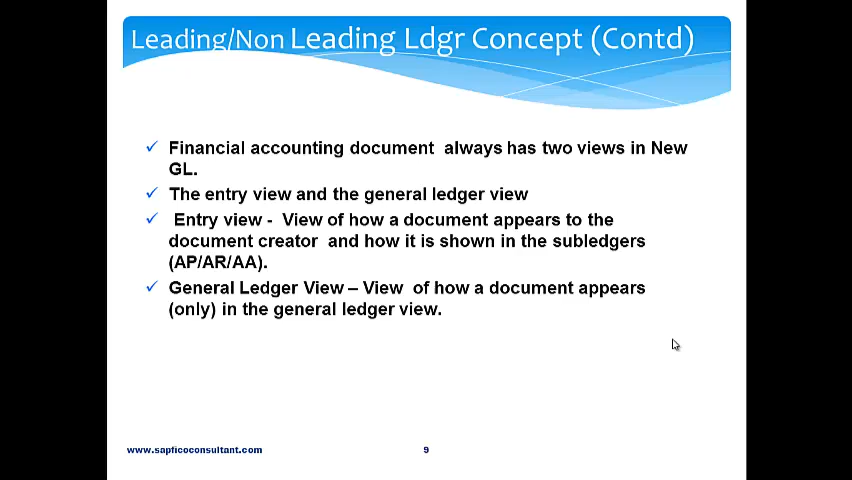 Leading/Non Leading Ldgr Concept (Contd)
✓ Financial accounting document always has two views in New
GL.
✓ The entry view and the general ledger view
✓ Entry view - View of how a document appears to the
document creator and how it is shown in the subledgers
(AP/AR/AA).
✓ General Ledger View – View of how a document appears
(only) in the general ledger view.
www.sapficoconsultant.com 9